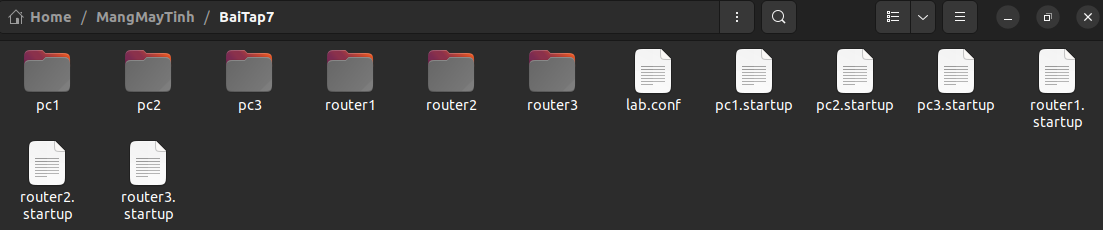 Home / MangMayTinh / BaiTap7
pc1
pc2
pc3
router1
router2
router3
lab.conf
pc1.startup
pc2.startup
pc3.startup
router1.
startup
router2.
startup
router3.
startup